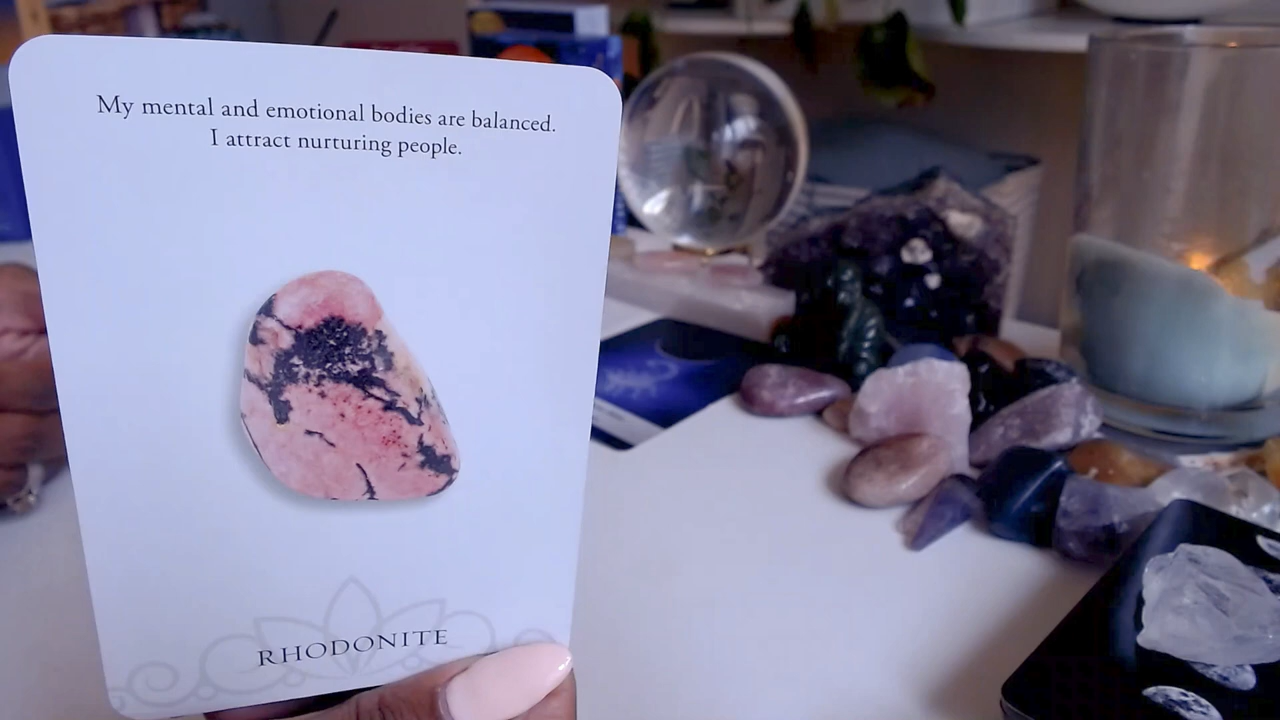 My mental and emotional bodies are balanced.
I attract nurturing people.
RHODONITE